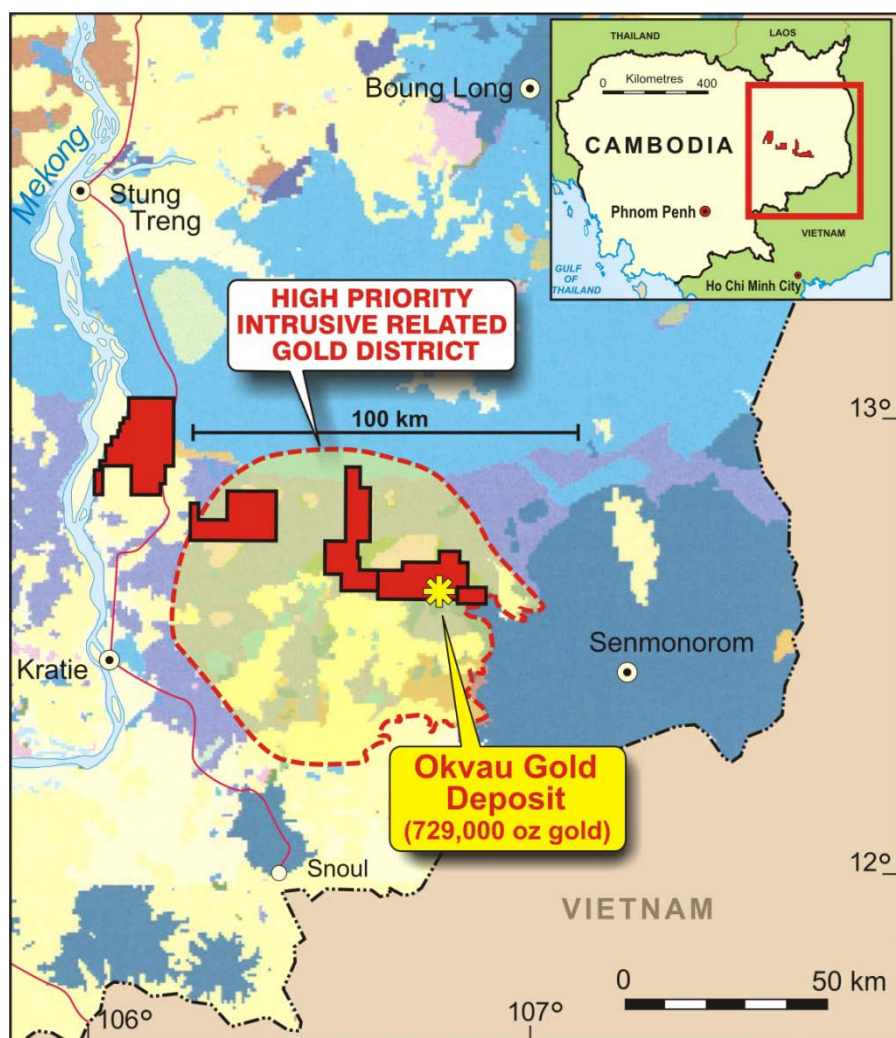 THAILAND
LAOS
0 Kilometres 400
CAMBODIA
Phnom Penh
VIETNAM
GULF
OF
THAILAND
Ho Chi Minh City
Boung Long
Mekong
Stung
Treng
HIGH PRIORITY
INTRUSIVE RELATED
GOLD DISTRICT
100 km
13°
Kratie
Senmonorom
Okvau Gold
Deposit
(729,000 oz gold)
Snoul
12°
VIETNAM
0 50 km
106°
107°